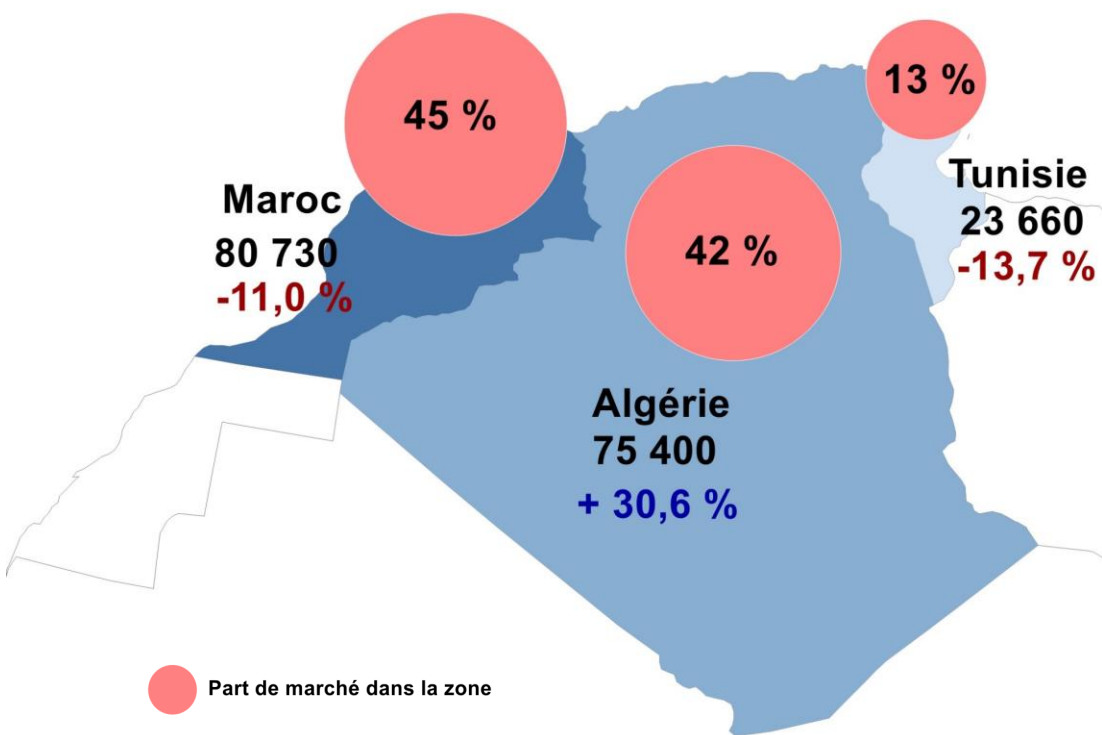 45 %
13 %
Maroc
80 730
-11,0 %
42 %
Tunisie
23 660
-13,7 %
Algérie
75 400
+ 30,6 %
Part de marché dans la zone